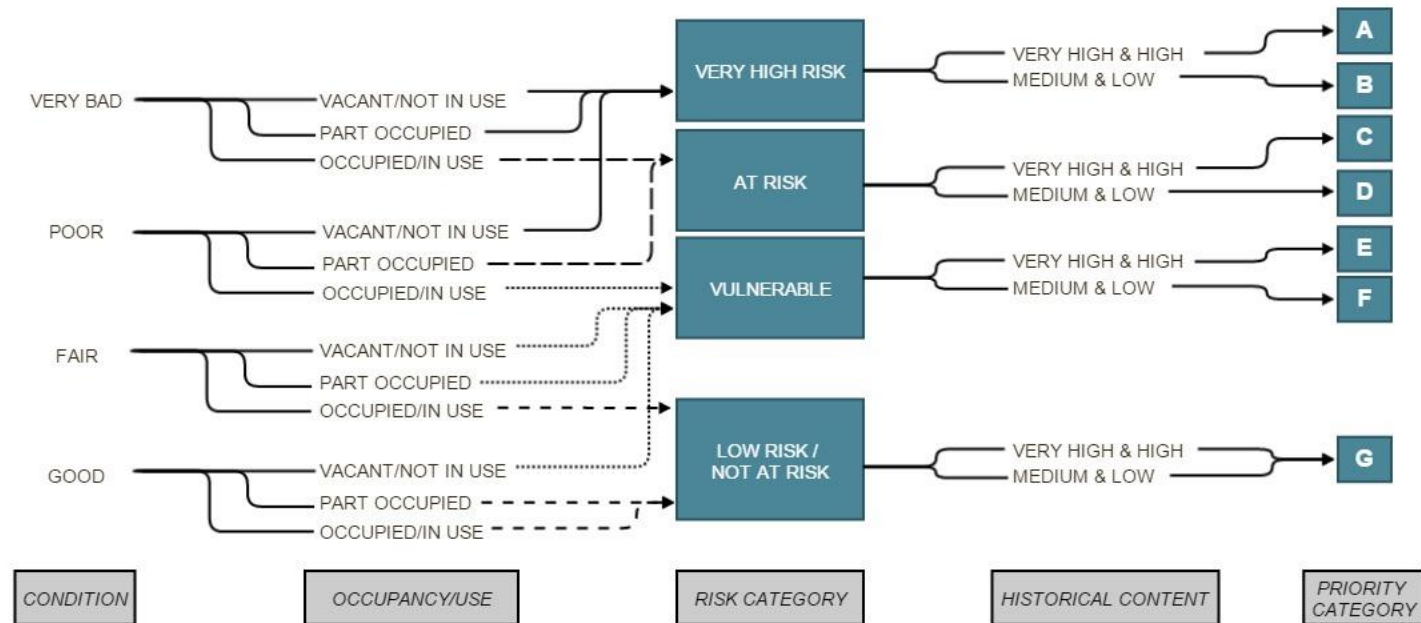 VERY BAD
VACANT/NOT IN USE
PART OCCUPIED
OCCUPIED/IN USE
POOR
VACANT/NOT IN USE
PART OCCUPIED
OCCUPIED/IN USE
FAIR
VACANT/NOT IN USE
PART OCCUPIED
OCCUPIED/IN USE
GOOD
VACANT/NOT IN USE
PART OCCUPIED
OCCUPIED/IN USE
VERY HIGH RISK
AT RISK
VULNERABLE
LOW RISK /
NOT AT RISK
VERY HIGH & HIGH
MEDIUM & LOW
VERY HIGH & HIGH
MEDIUM & LOW
VERY HIGH & HIGH
MEDIUM & LOW
VERY HIGH & HIGH
MEDIUM & LOW
A
B
C
D
E
F
G
CONDITION
OCCUPANCY/USE
RISK CATEGORY
HISTORICAL CONTENT
PRIORITY
CATEGORY